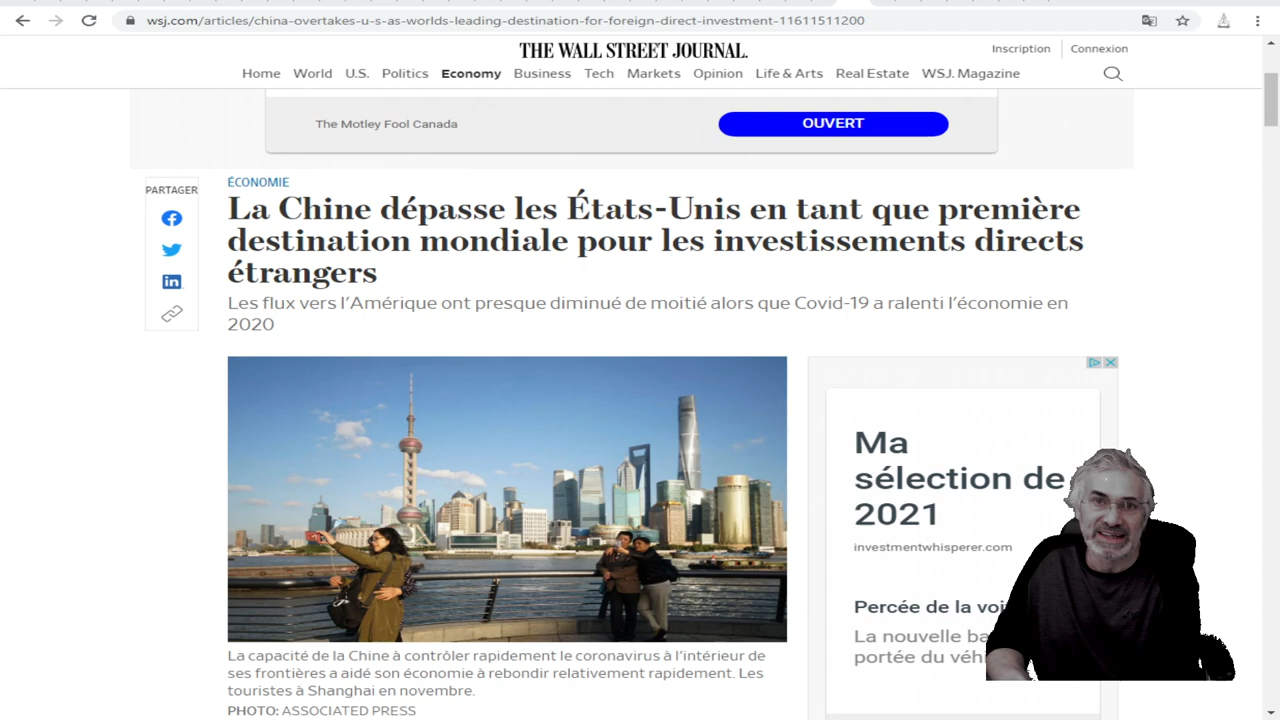 wsj.com/articles/china-overtakes-u-s-as-worlds-leading-destination-for-foreign-direct-investment-11611511200
THE WALL STREET JOURNAL.
Inscription
Connexion
Home World U.S. Politics Economy Business Tech Markets Opinion Life & Arts Real Estate WSJ. Magazine
The Motley Fool Canada
OUVERT
PARTAGER
ÉCONOMIE
La Chine dépasse les États-Unis en tant que première
destination mondiale pour les investissements directs
étrangers
Les flux vers l'Amérique ont presque diminué de moitié alors que Covid-19 a ralenti l'économie en
2020
La capacité de la Chine à contrôler rapidement le coronavirus à l'intérieur de
ses frontières a aidé son économie à rebondir relativement rapidement. Les
touristes à Shanghai en novembre.
PHOTO: ASSOCIATED PRESS
Ma
sélection de
2021
investmentwhisperer.com
Percée de la voi
La nouvelle ba
portée du véh